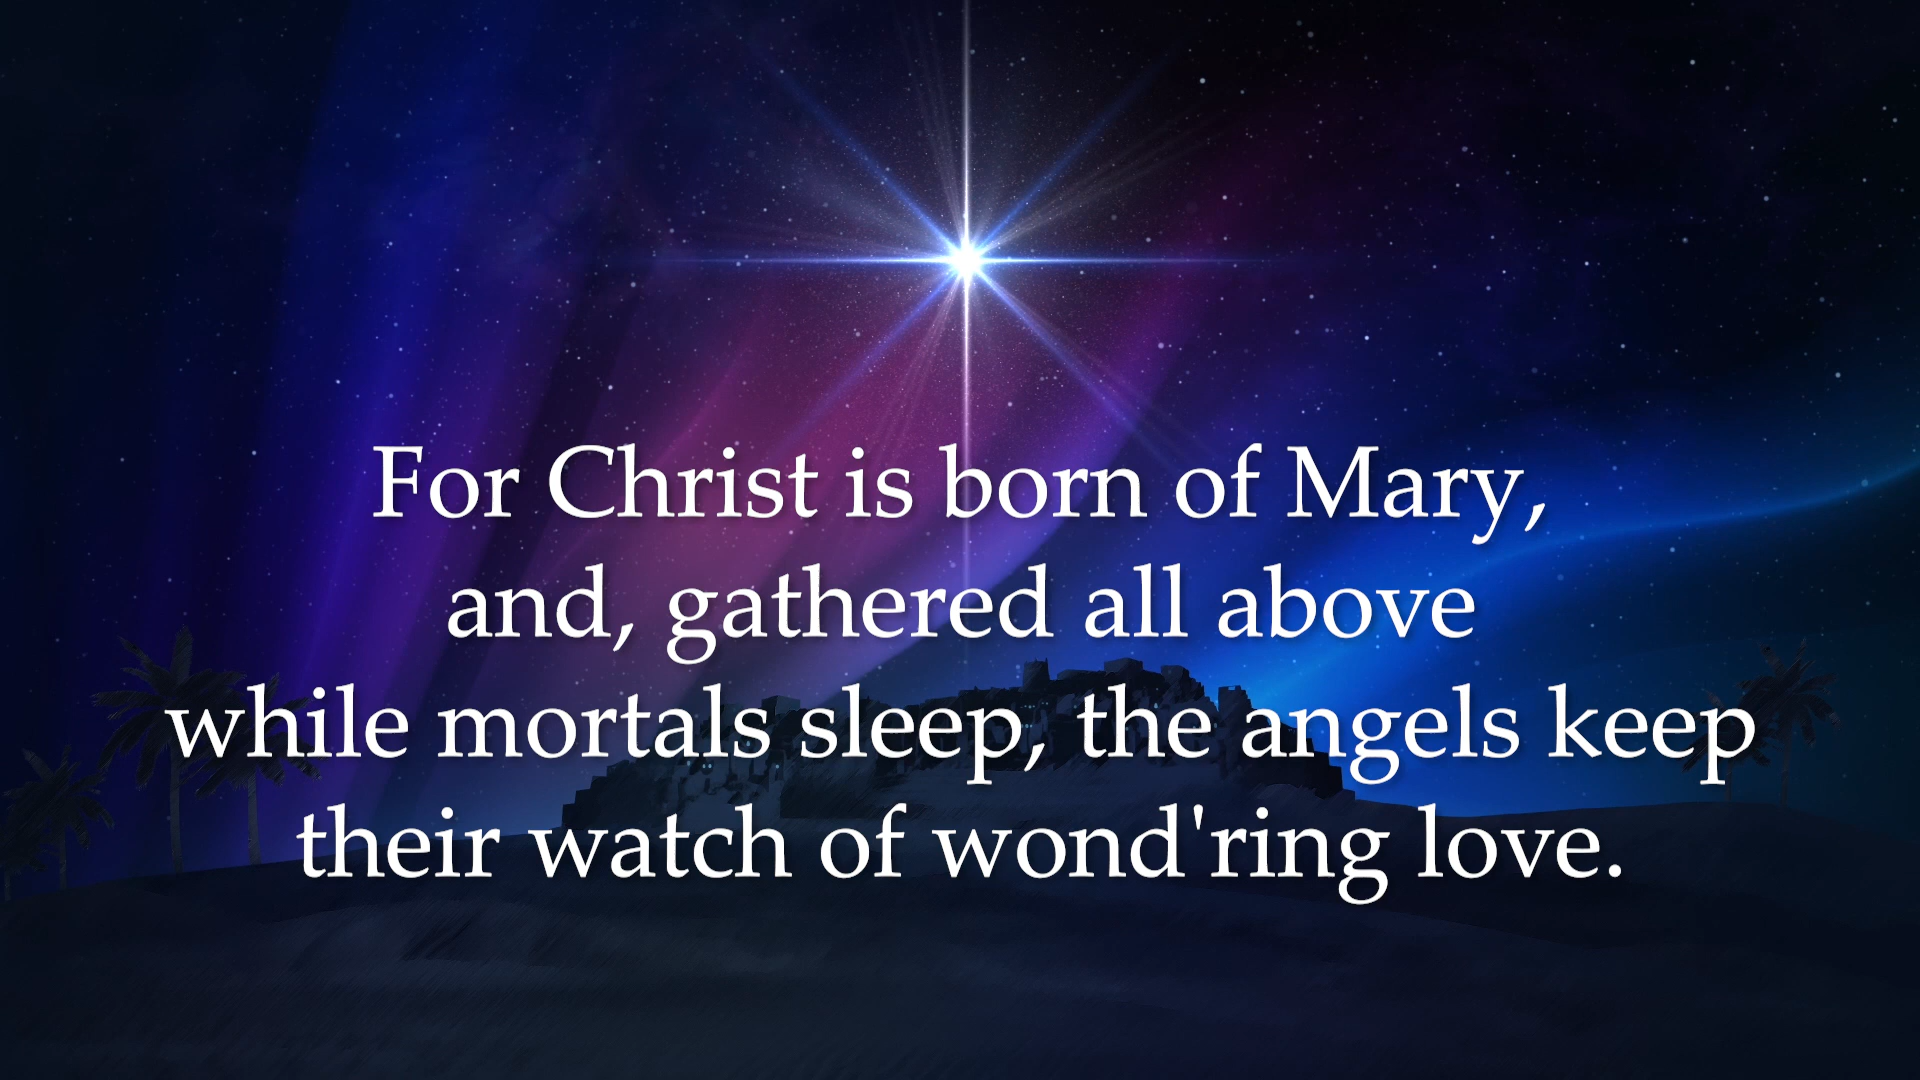 For Christ is born of Mary,
and, gathered all above
while mortals sleep, the angels keep
their watch of wond'ring love.